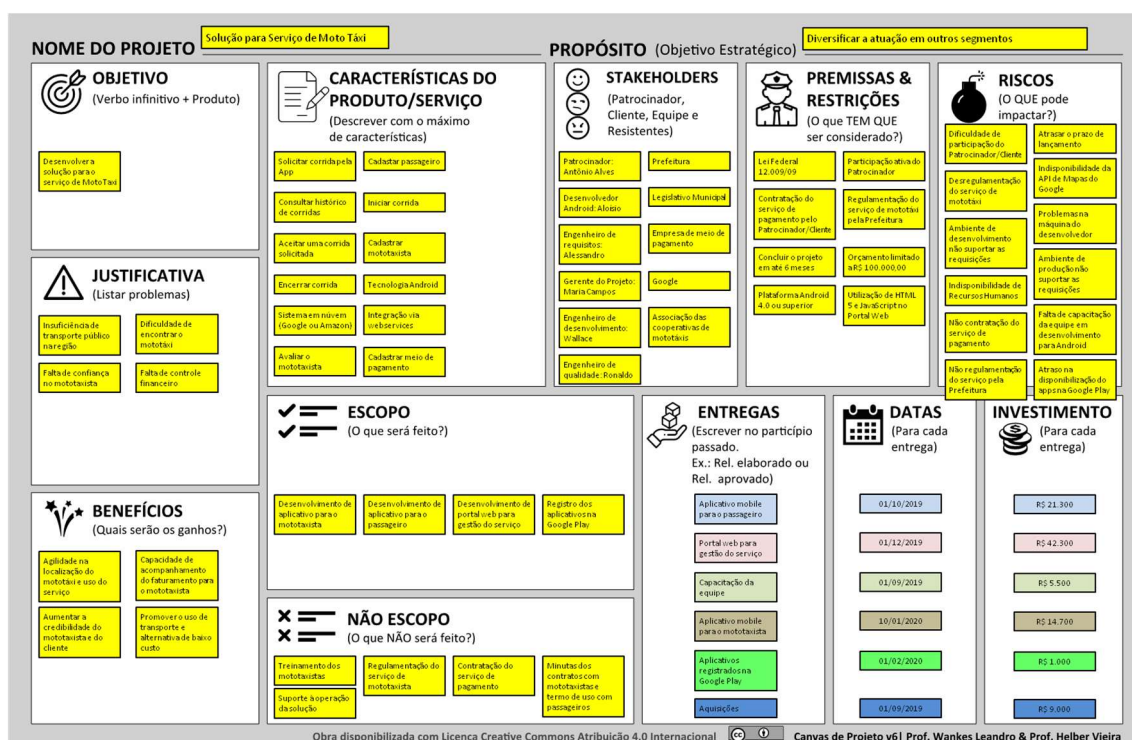 NOME DO PROJETO
Solução para Serviço de Moto Táxi
PROPÓSITO (Objetivo Estratégico)
Diversificar a atuação em outros segmentos
OBJETIVO
(Verbo infinitivo + Produto)
Desenvolver a
solução para o
serviço de Moto Taxi
JUSTIFICATIVA
(Listar problemas)
Insuficiência de
transporte público
na região
Dificuldade de
encontrar o
mototáxi
Falta de confiança
no mototaxista
Falta de controle
financeiro
BENEFÍCIOS
(Quais serão os ganhos?)
Agilidade na
localização do
mototáxi e uso do
serviço
Capacidade de
acompanhamento
do faturamento para
o mototaxista
Aumentar a
credibilidade do
mototaxista e do
cliente
Promover o uso de
transporte e
alternativa de baixo
custo
CARACTERÍSTICAS DO
PRODUTO/SERVIÇO
(Descrever com o máximo
de características)
Solicitar corrida pela
App
Cadastar passageiro
Consultar histórico
de corridas
Iniciar corrida
Aceitar uma corrida
solicitada
Cadastrar
mototaxista
Encerrar corrida
Tecnologia Android
Sistema em núvem
(Google ou Amazon)
Integração via
webservices
Avaliar o
mototaxista
Cadastrar meio de
pagamento
STAKEHOLDERS
(Patrocinador,
Cliente, Equipe e
Resistentes)
Patrocinador:
Antônio Alves
Prefeitura
Desenvolvedor
Android: Aloisio
Legislativo Municipal
Engenheiro de
requisitos:
Alessandro
Empresa de meio de
pagamento
Gerente do Projeto:
Maria Campos
Google
Engenheiro de
desenvolvimento:
Wallace
Associação das
cooperativas de
mototáxis
Engenheiro de
qualidade: Ronaldo
PREMISSAS &
RESTRIÇÕES
(O que TEM QUE
ser considerado?)
Lei Federal
12.009/09
Participação ativa do
Patrocinador
Contratação do
serviço de
pagamento pelo
Patrocinador/Cliente
Regulamentação do
serviço de mototáxi
pela Prefeitura
Concluir o projeto
em até 6 meses
Orçamento limitado
a R$ 100.000,00
Plataforma Android
4.0 ou superior
Utilização de HTML
5 e JavaScript no
Portal Web
RISCOS
(O QUE pode
impactar?)
Dificuldade de
participação do
Patrocinador/Cliente
Atrasar o prazo de
lançamento
Desregulamentação
do serviço de
mototáxi
Indisponibilidade da
API de Mapas do
Google
Ambiente de
desenvolvimento
não suportar as
requisições
Problemas na
máquina do
desenvolvedor
Indisponibilidade de
Recursos Humanos
Ambiente de
produção não
suportar as
requisições
Não contratação do
serviço de
pagamento
Falta de capacitação
da equipe em
desenvolvimento
para Android
Não regulamentação
do serviço pela
Prefeitura
Atraso na
disponibilização do
apps na Google Play
ESCOPO
(O que será feito?)
Desenvolvimento de
aplicativo para o
mototaxista
Desenvolvimento de
aplicativo para o
passageiro
Desenvolvimento de
portal web para
gestão do serviço
Registro dos
aplicativos na
Google Play
NÃO ESCOPO
(O que NÃO será feito?)
Treinamento dos
mototaxistas
Regulamentação do
serviço de
mototaxista
Contratação do
serviço de
pagamento
Minutas dos
contratos com
mototaxistas e
termo de uso com
passageiros
Suporte à operação
da solução
ENTREGAS
(Escrever no particípio
passado.
Ex.: Rel. elaborado ou
Rel. aprovado)
DATAS
(Para cada
entrega)
INVESTIMENTO
(Para cada
entrega)
Aplicativo mobile
para o passageiro
01/10/2019
R$ 21.300
Portal web para
gestão do serviço
01/12/2019
R$ 42.300
Capacitação da
equipe
01/09/2019
R$ 5.500
Aplicativo mobile
para o mototaxista
10/01/2020
R$ 14.700
Aplicativos
registrados na
Google Play
01/02/2020
R$ 1.000
Aquisições
01/09/2019
R$ 9.000
Obra disponibilizada com Licença Creative Commons Atribuição 4.0 Internacional
Canvas de Projeto v6| Prof. Wankes Leandro & Prof. Helber Vieira